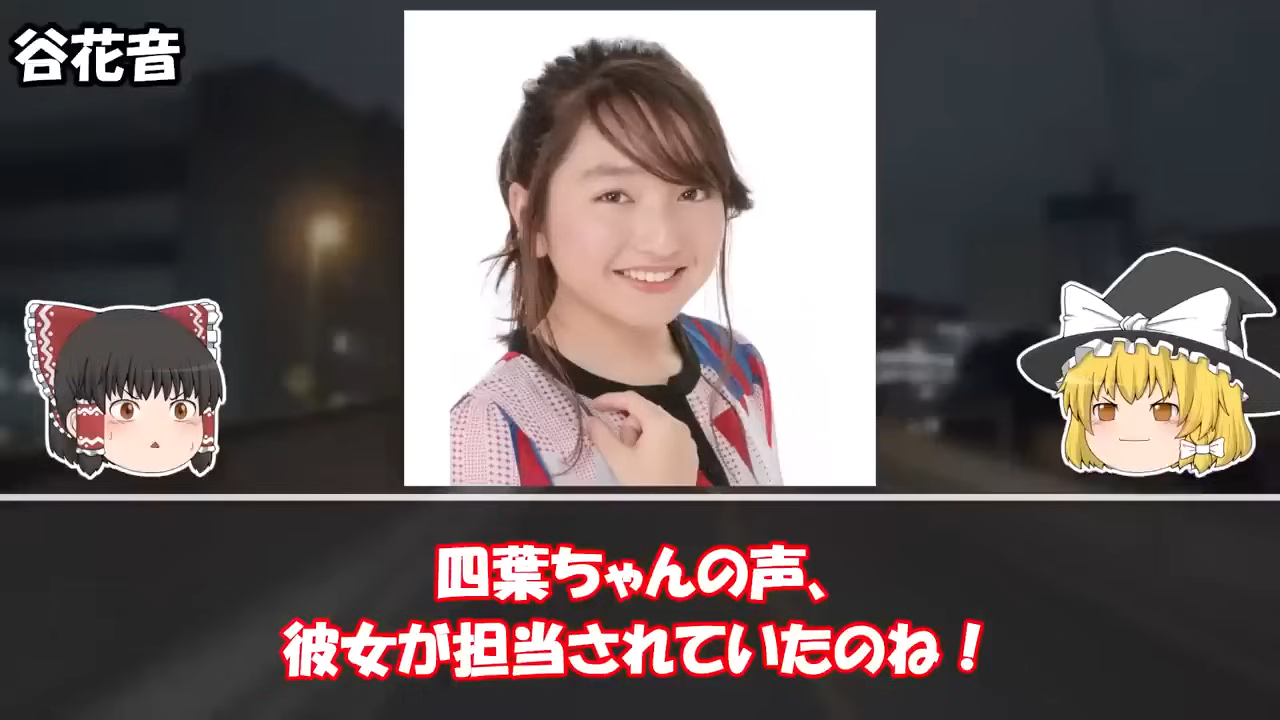 谷花音
四葉ちゃんの声、
彼女が担当されていたのね！